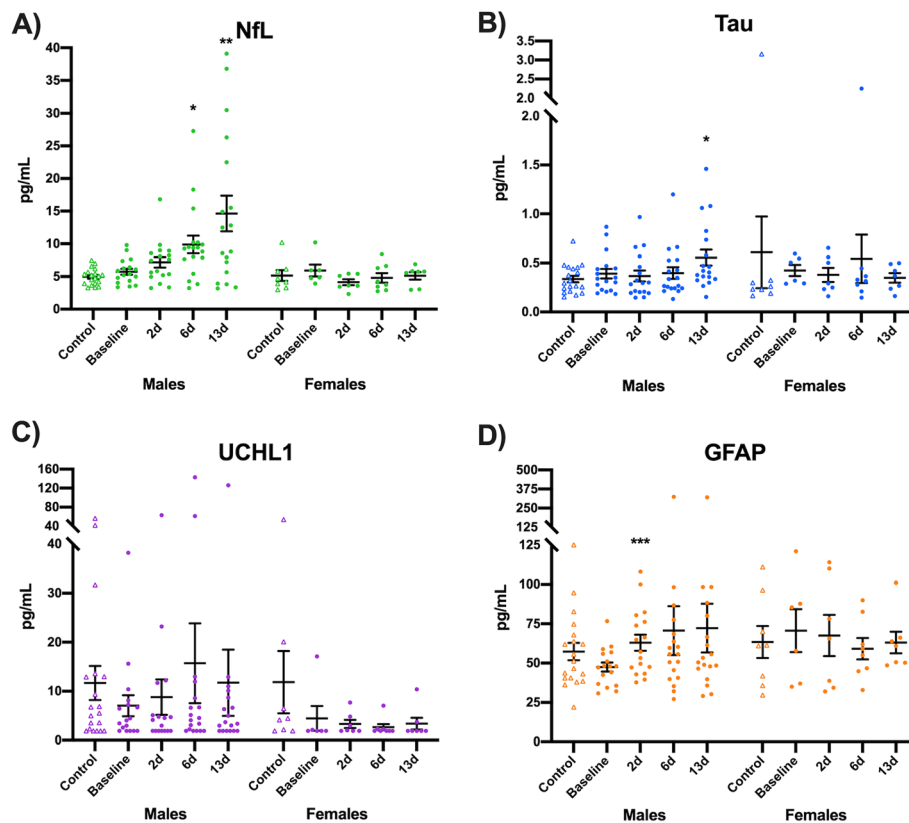 A)
NfL
**
*
40
35
30
25
20
15
10
5
0
pg/mL
Control
Baseline
2d
6d
13d
Control
Baseline
2d
6d
13d
Males
Females
B)
Tau
*
3.5
3.0
2.5
2.0
2.0
1.5
1.0
0.5
0.0
pg/mL
Control
Baseline
2d
6d
13d
Control
Baseline
2d
6d
13d
Males
Females
C)
UCHL1
160
120
80
40
40
30
20
10
0
pg/mL
Control
Baseline
2d
6d
13d
Control
Baseline
2d
6d
13d
Males
Females
D)
GFAP
***
500
375
250
125
125
100
75
50
25
0
pg/mL
Control
Baseline
2d
6d
13d
Control
Baseline
2d
6d
13d
Males
Females